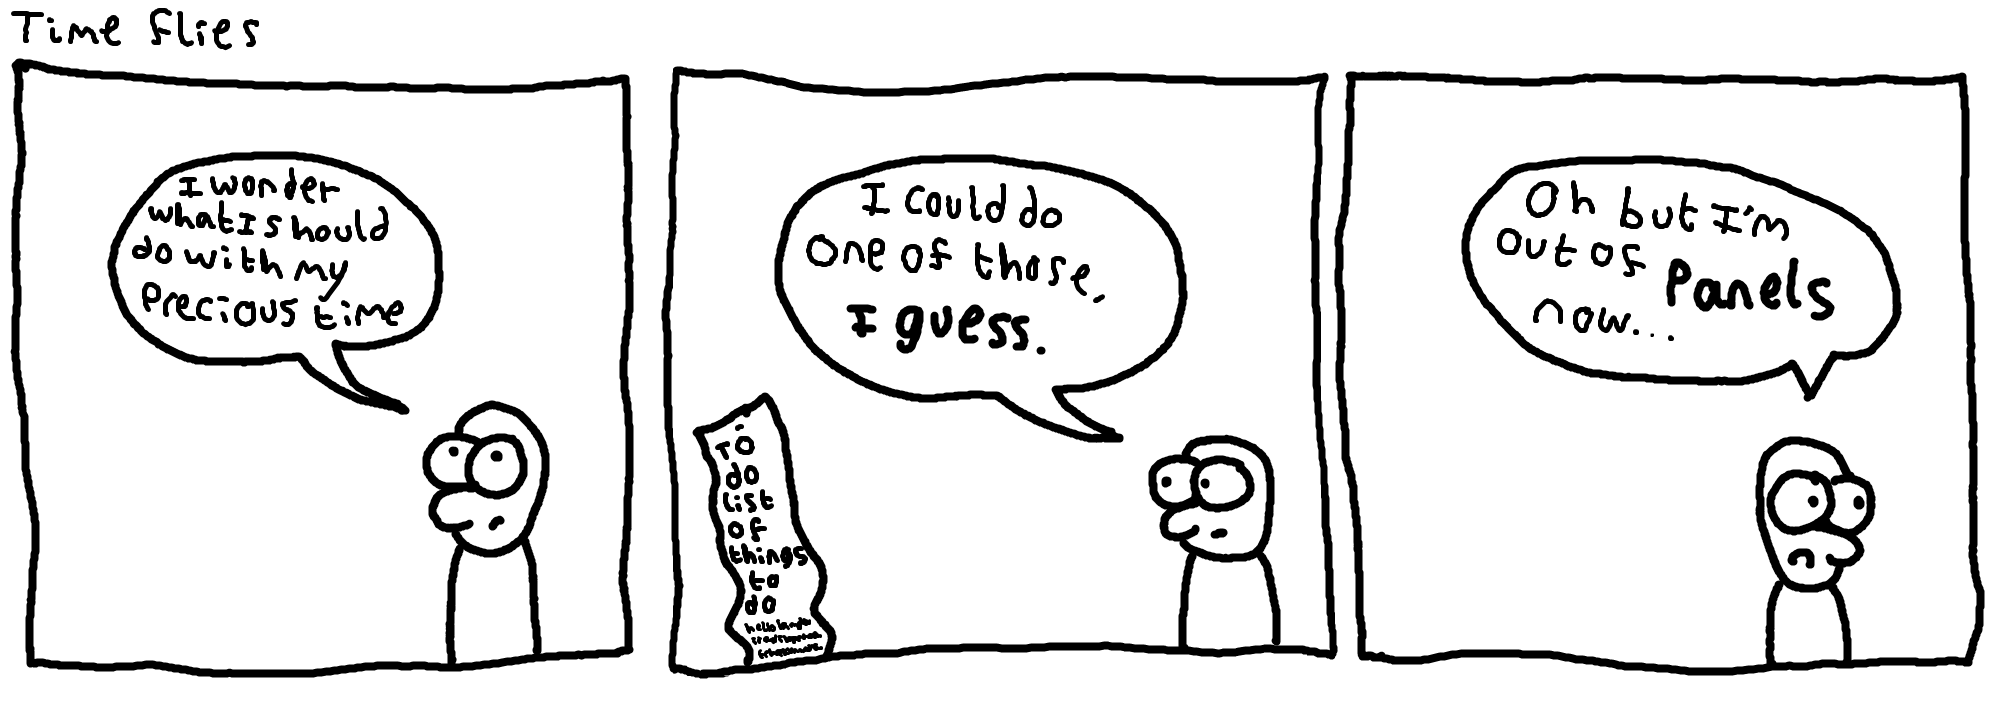 Time flies
I wonder
what I should
do with my
precious time
I could do
one of those,
I guess.
TO
do
list
of
things
to
do
Oh but I'm
out of Panels
now...